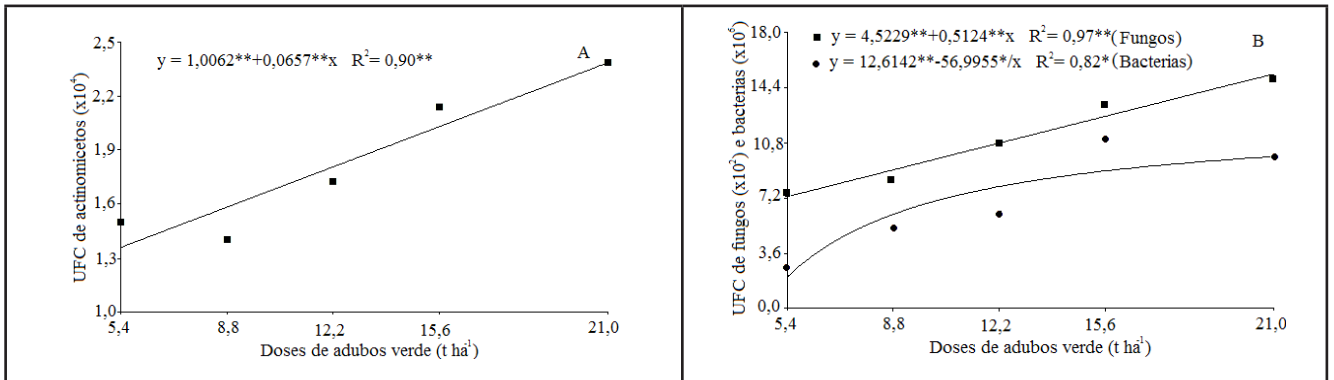 2,5
2,2
1,9
1,6
1,3
1,0
UFC de actinomicetos (x10⁴)
y = 1,0062**+0,0657**x R²= 0,90**
A
5,4 8,8 12,2 15,6 21,0
Doses de adubos verde (t ha⁻¹)
18,0
14,4
10,8
7,2
3,6
0,0
UFC de fungos (x10²) e bacterias (x10⁶)
y = 4,5229**+0,5124**x R²= 0,97**(Fungos)
y = 12,6142**-56,9955*/x R²= 0,82*(Bacterias)
B
5,4 8,8 12,2 15,6 21,0
Doses de adubos verde (t ha⁻¹)